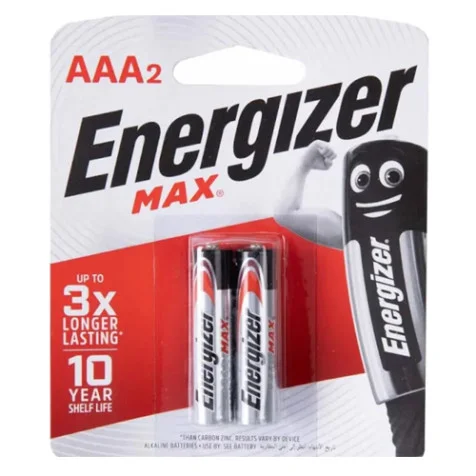 AAA2
Energizer
MAX®
UP TO
3x
LONGER
LASTING*
10
YEAR
SHELF LIFE
Energizer
MAX
Energizer
MAX
Energizer
*THAN CARBON ZINC. RESULTS VARY BY DEVICE
ALKALINE BATTERIES • USE BY: SEE BATTERY